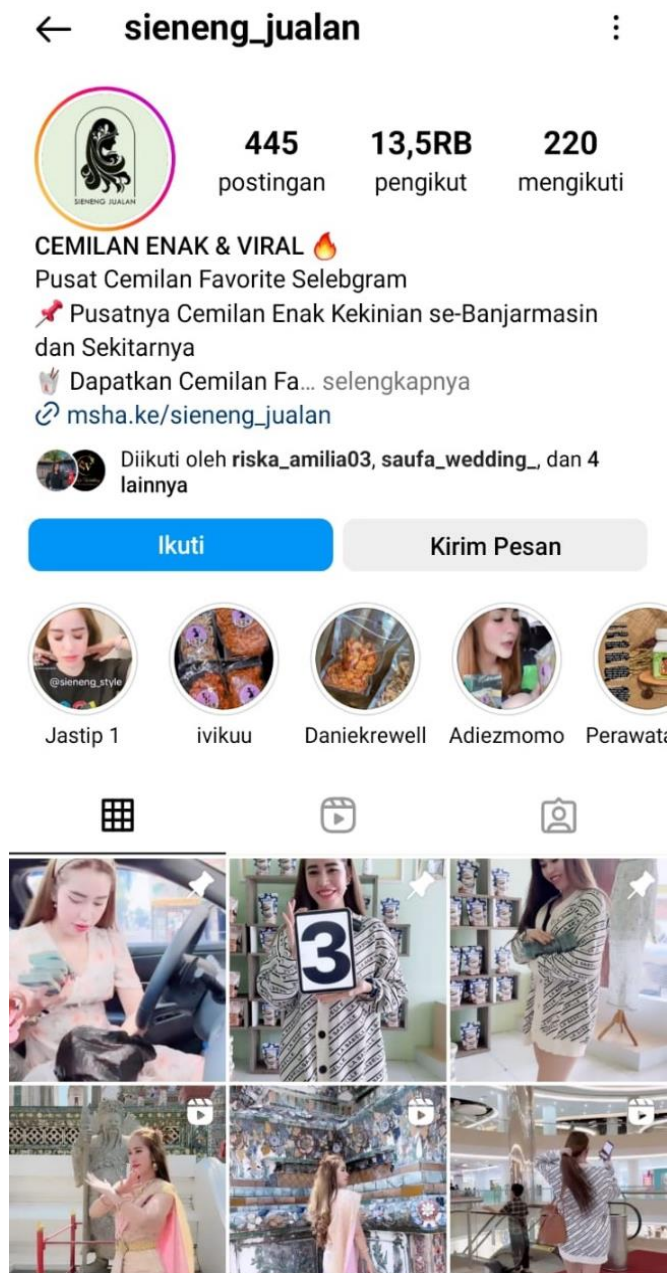 sieneng_jualan
SIENENG JUALAN
445
postingan
13,5RB
pengikut
220
mengikuti
CEMILAN ENAK & VIRAL 🔥
Pusat Cemilan Favorite Selebgram
📌 Pusatnya Cemilan Enak Kekinian se-Banjarmasin
dan Sekitarnya
🥡 Dapatkan Cemilan Fa... selengkapnya
msha.ke/sieneng_jualan
Diikuti oleh riska_amilia03, saufa_wedding_, dan 4
lainnya
Ikuti
Kirim Pesan
@sieneng_style
Jastip 1
ivikuu
Daniekrewell
Adiezmomo
Perawata
3